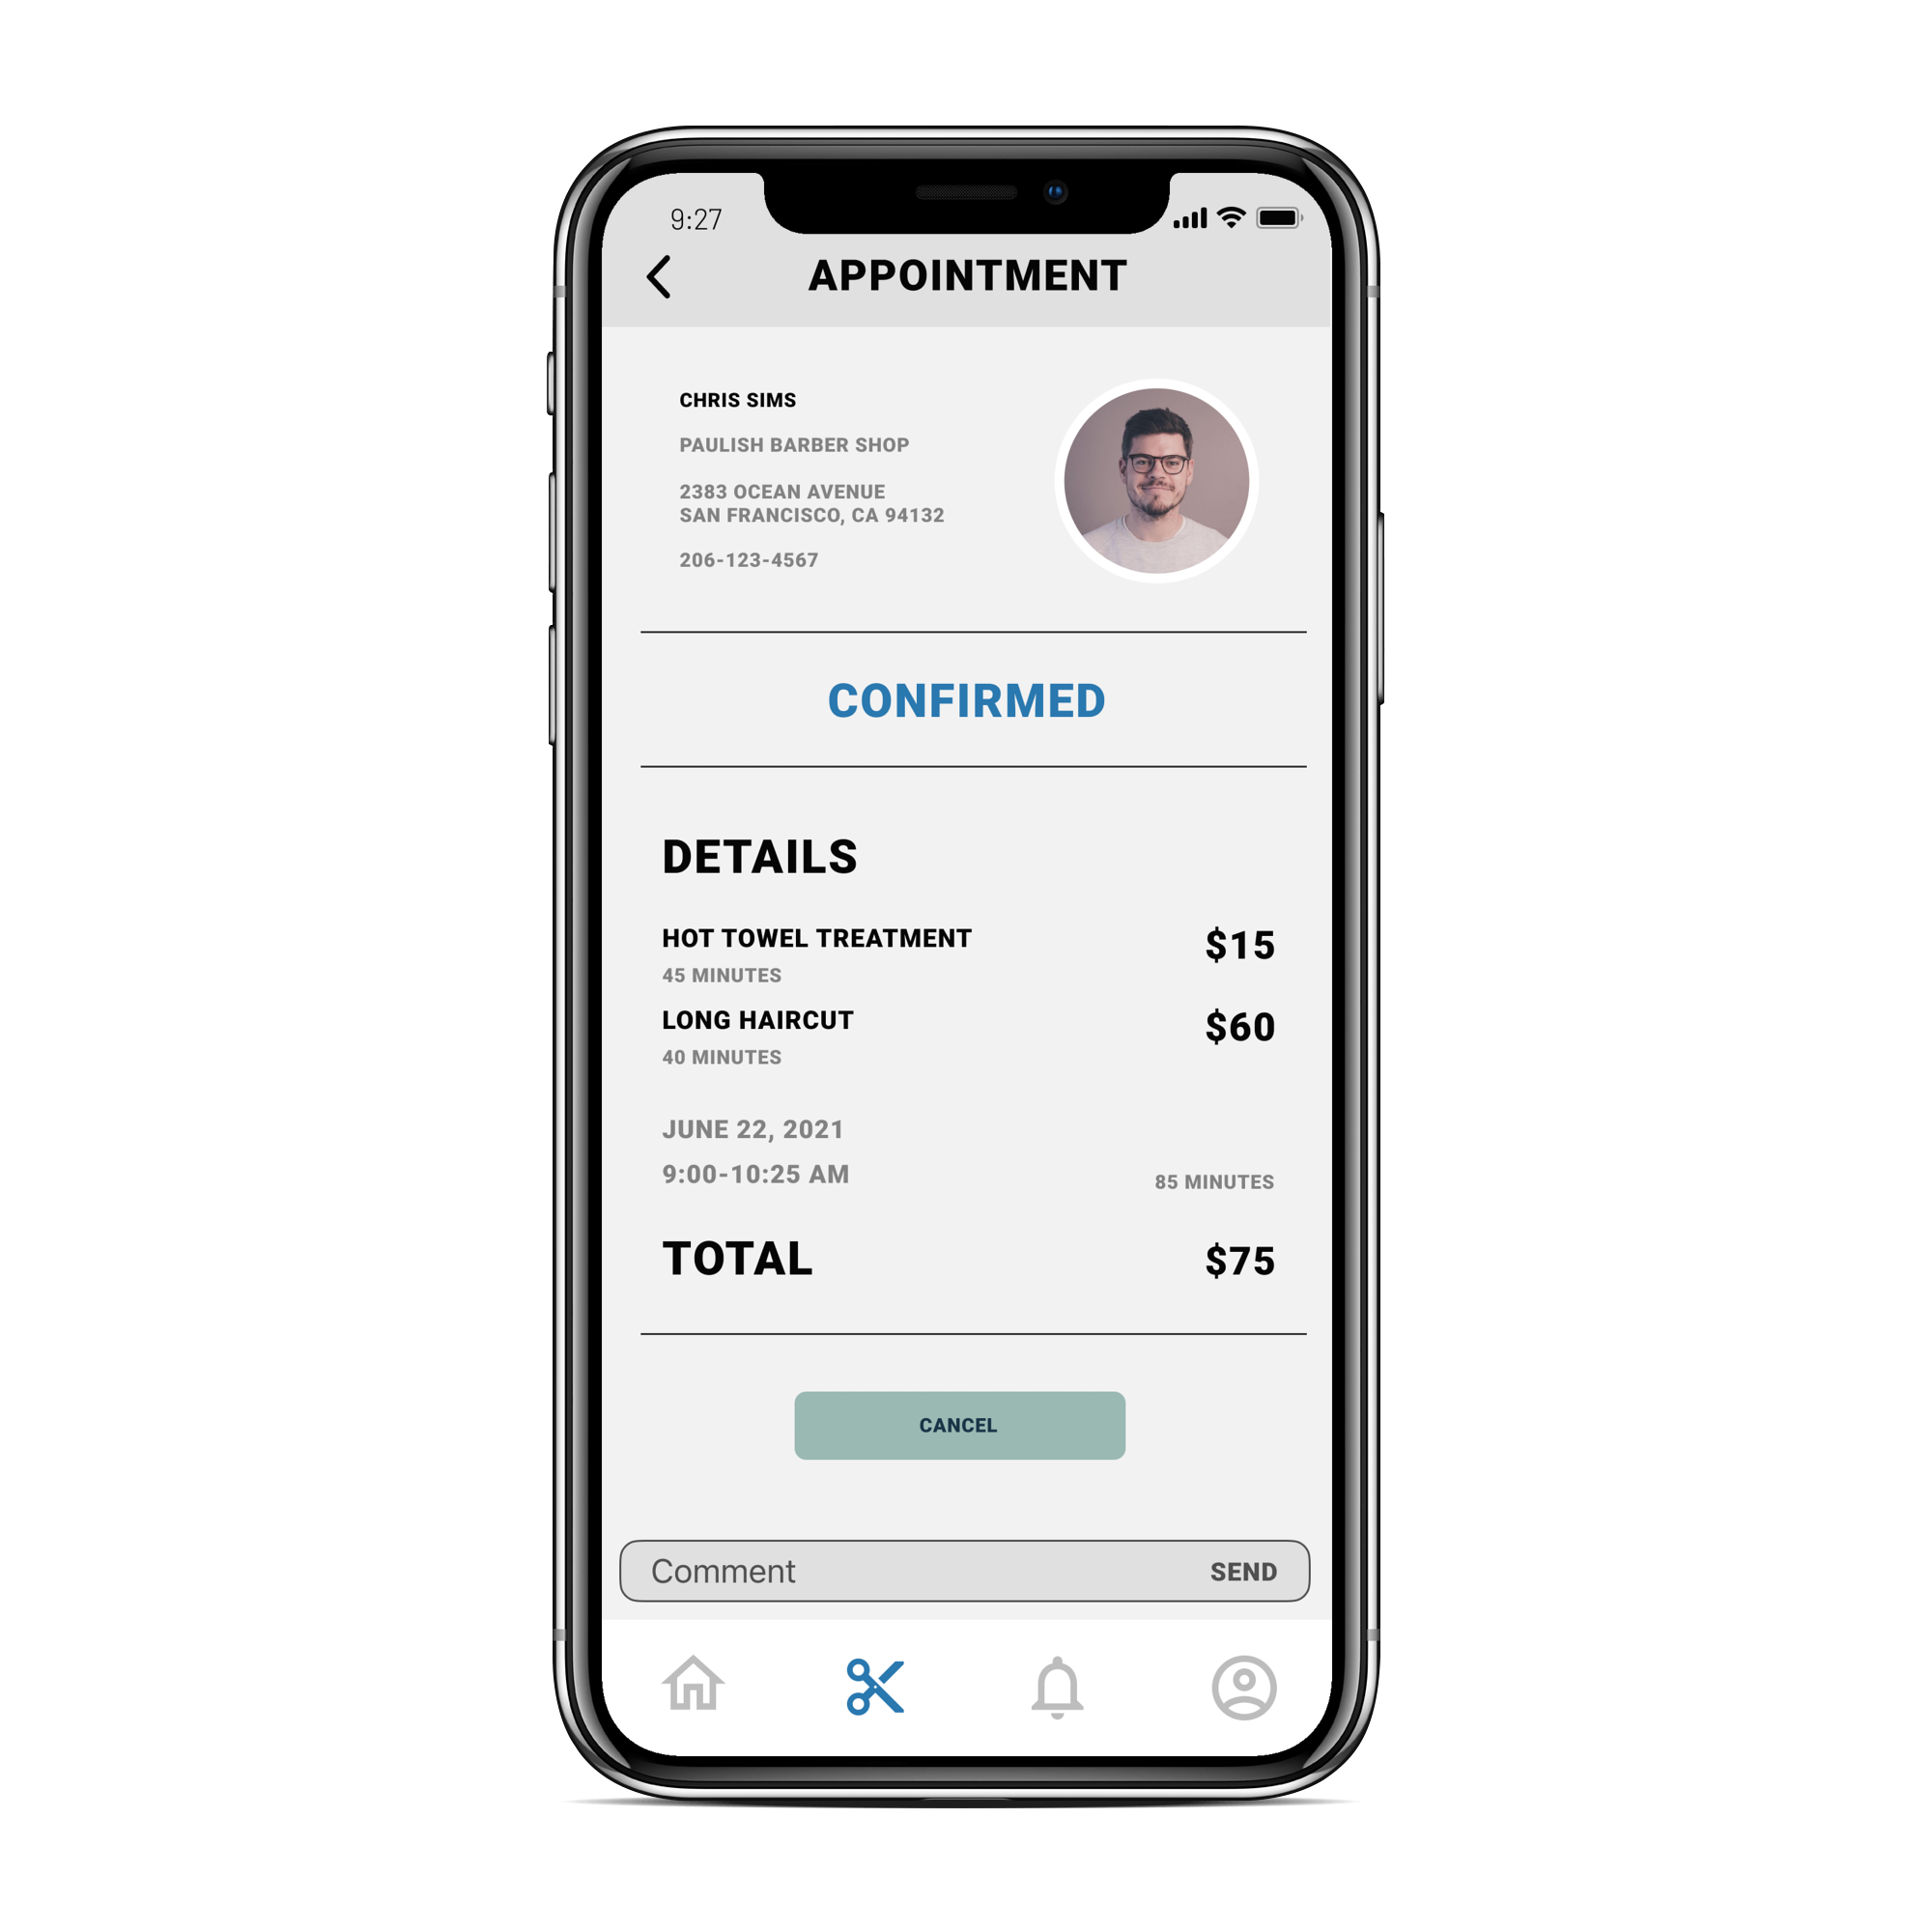 9:27
APPOINTMENT
CHRIS SIMS
PAULISH BARBER SHOP
2383 OCEAN AVENUE
SAN FRANCISCO, CA 94132
206-123-4567
CONFIRMED
DETAILS
HOT TOWEL TREATMENT $15
45 MINUTES
LONG HAIRCUT $60
40 MINUTES
JUNE 22, 2021
9:00-10:25 AM 85 MINUTES
TOTAL $75
CANCEL
Comment SEND